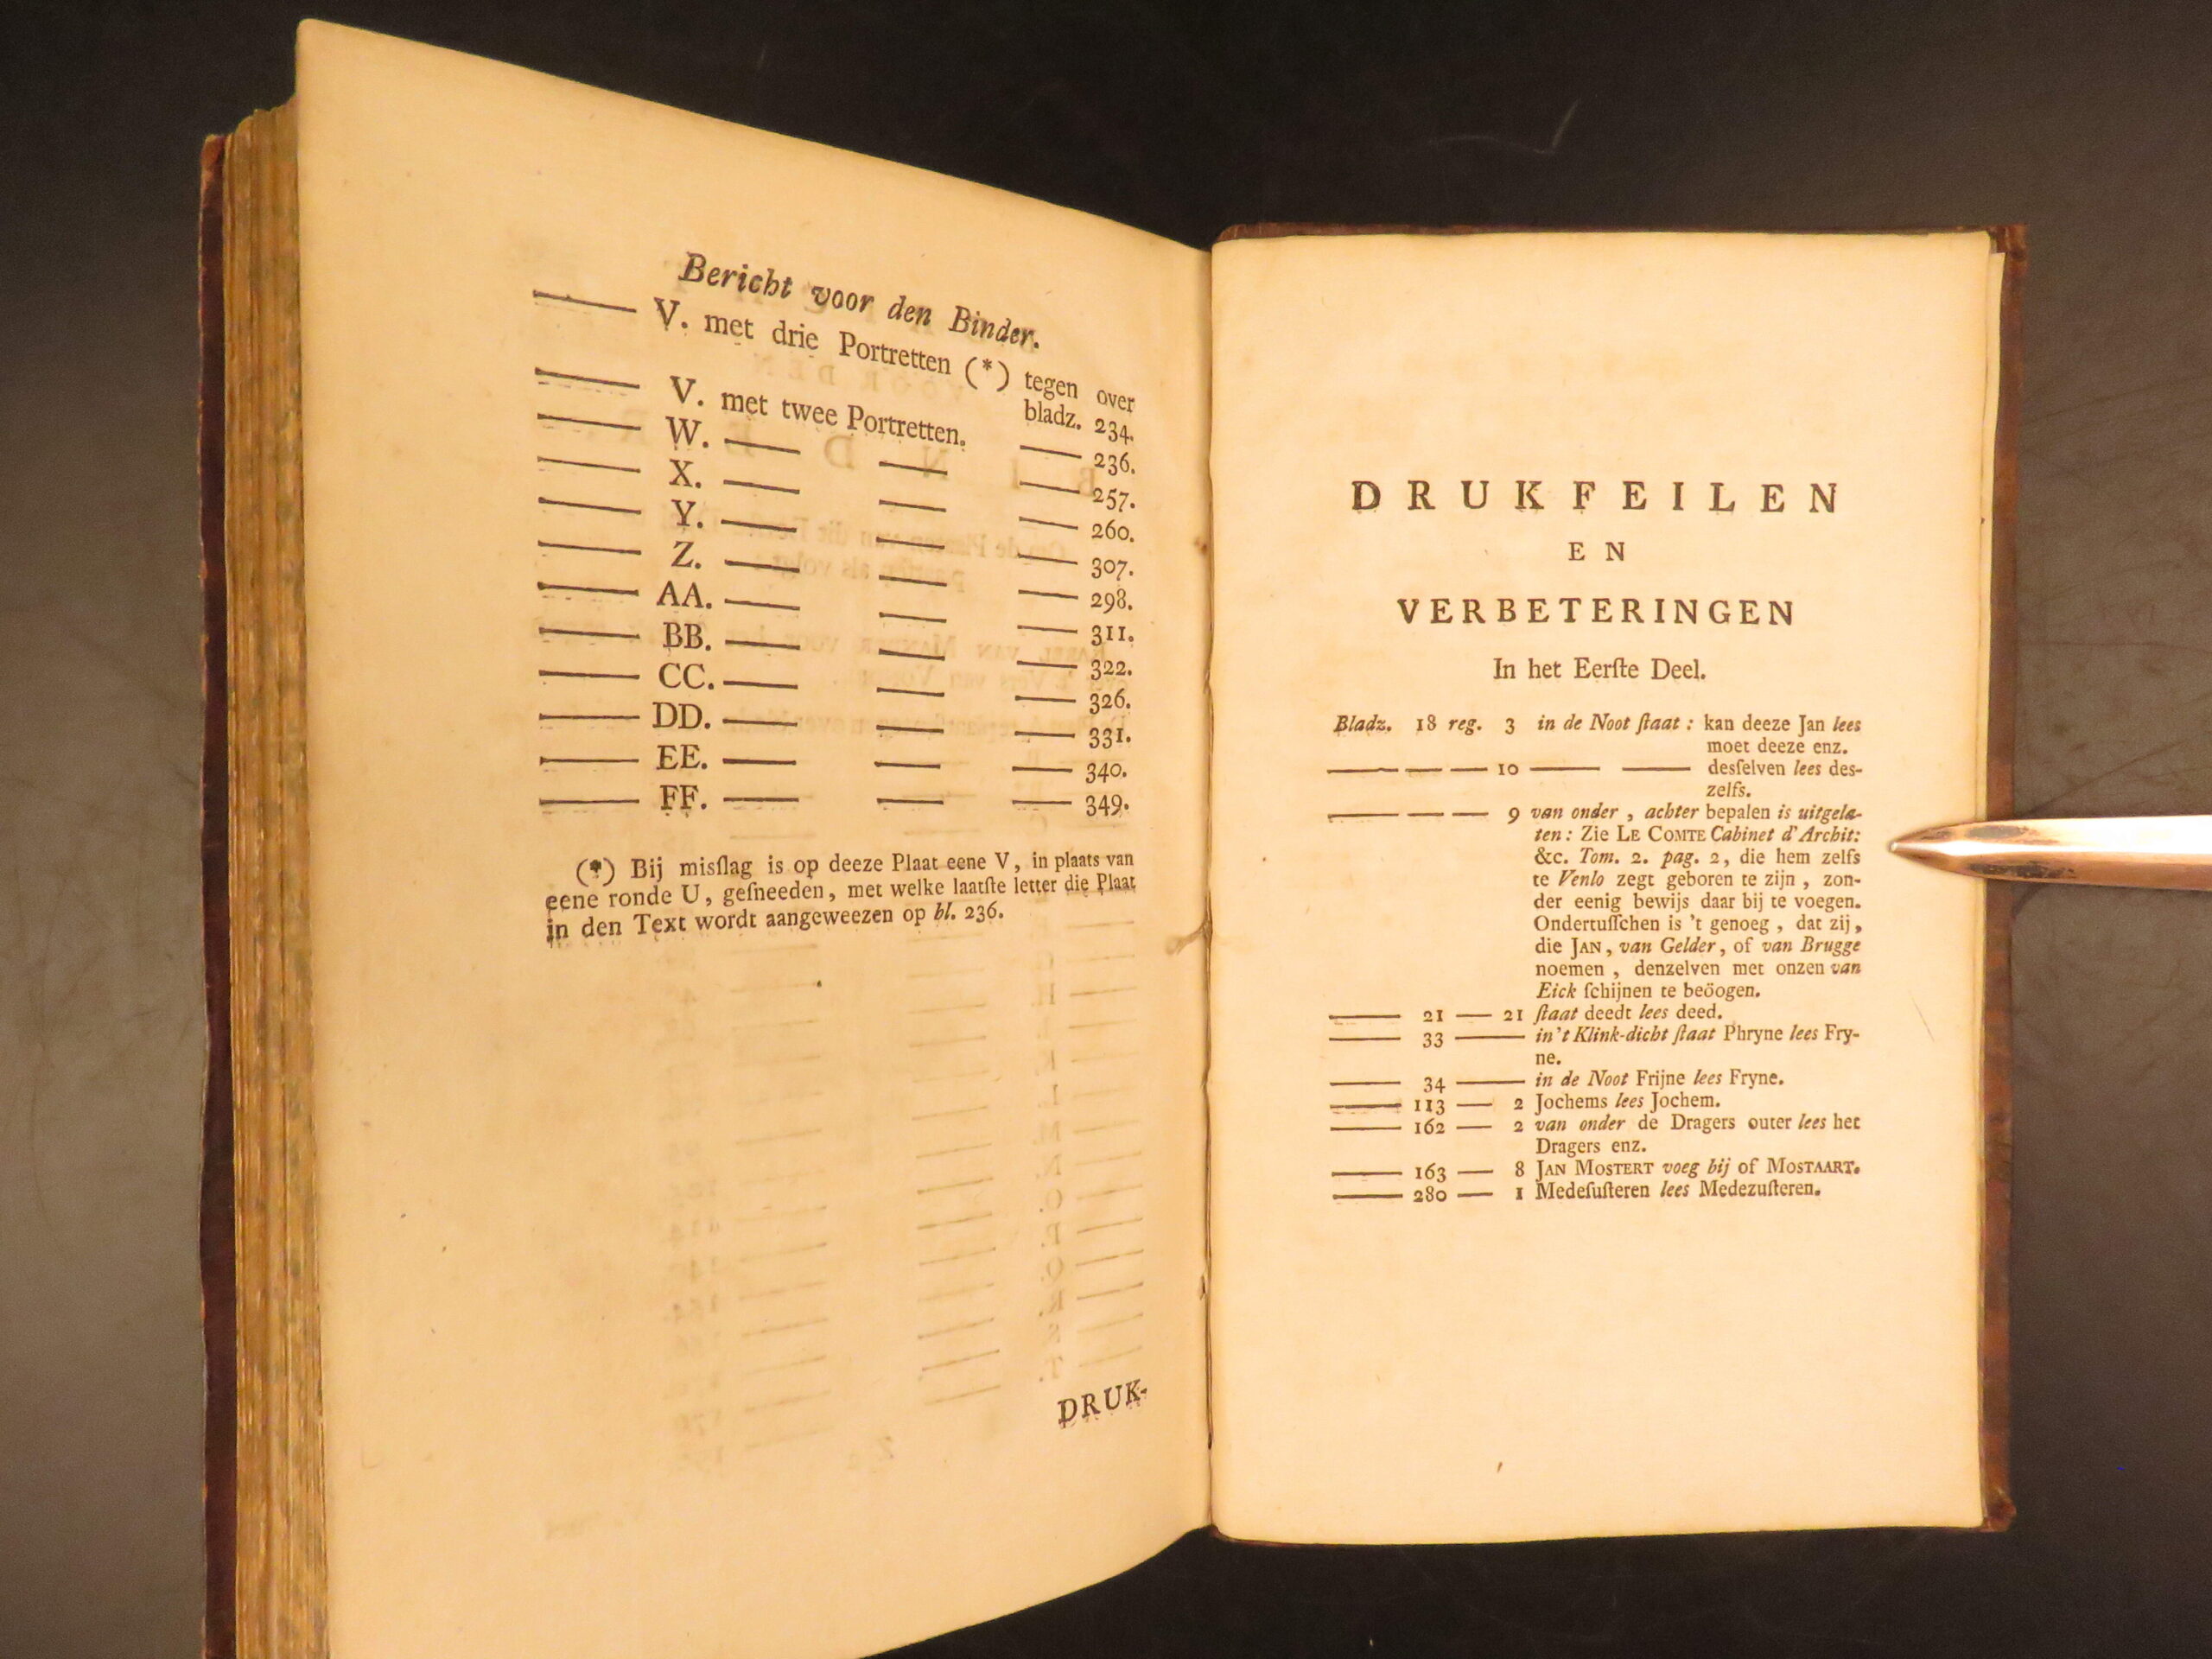 Bericht voor den Binder.
——— V. met drie Portretten (*) tegen over
bladz. 234.
——— V. met twee Portretten. —— 236.
——— W. —— —— —— 257.
——— X. —— —— —— 260.
——— Y. —— —— —— 307.
——— Z. —— —— —— 298.
——— AA. —— —— —— 311.
——— BB. —— —— —— 322.
——— CC. —— —— —— 326.
——— DD. —— —— —— 331.
——— EE. —— —— —— 340.
——— FF. —— —— —— 349.
(*) Bij misſlag is op deeze Plaat eene V, in plaats van
eene ronde U, geſneeden, met welke laatſte letter die Plaat
in den Text wordt aangeweezen op bl. 236.
DRUK-
DRUKFEILEN
EN
VERBETERINGEN
In het Eerſte Deel.
Bladz. 18 reg. 3 in de Noot ſtaat: kan deeze Jan lees
moet deeze enz.
——— — — 10 —— —— desſelven lees des-
zelfs.
——— — — 9 van onder, achter bepalen is uitgela-
ten: Zie LE COMTE Cabinet d'Archit:
&c. Tom. 2. pag. 2, die hem zelfs
te Venlo zegt geboren te zijn, zon-
der eenig bewijs daar bij te voegen.
Ondertuſſchen is 't genoeg, dat zij,
die JAN, van Gelder, of van Brugge
noemen, denzelven met onzen van
Eick ſchijnen te beöogen.
——— 21 — 21 ſtaat deedt lees deed.
——— 33 ——— in't Klink-dicht ſtaat Phryne lees Fry-
ne.
——— 34 ——— in de Noot Frijne lees Fryne.
——— 113 — 2 Jochems lees Jochem.
——— 162 — 2 van onder de Dragers outer lees het
Dragers enz.
——— 163 — 8 JAN MOSTERT voeg bij of MOSTAART.
——— 280 — 1 Medeſuſteren lees Medezuſteren.